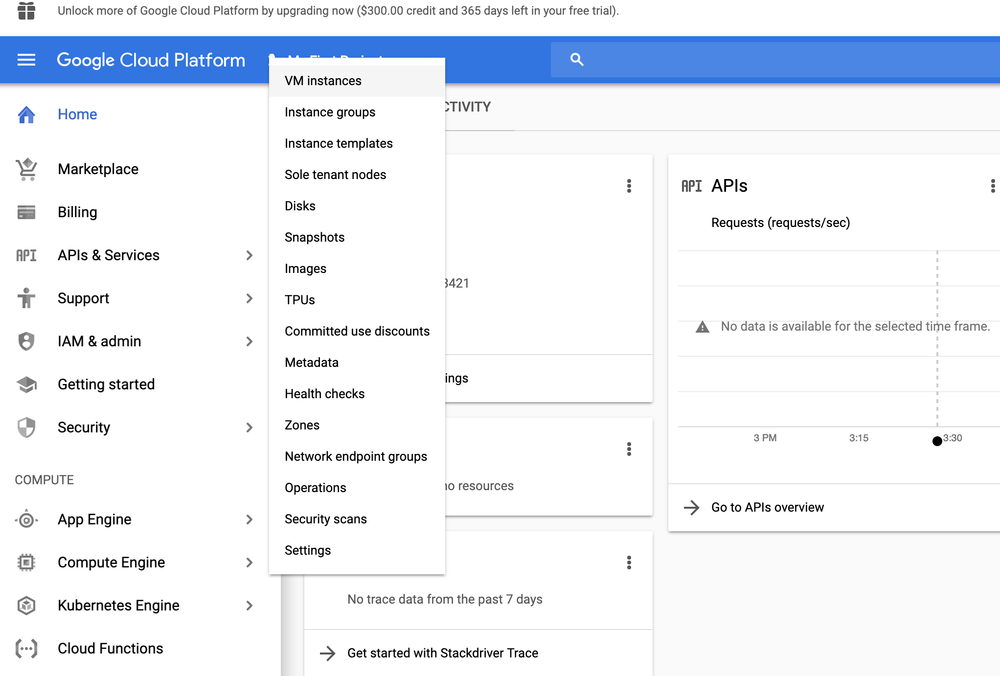 Unlock more of Google Cloud Platform by upgrading now ($300.00 credit and 365 days left in your free trial).
Google Cloud Platform
My First Project
Home
Marketplace
Billing
API APIs & Services
Support
IAM & admin
Getting started
Security
COMPUTE
App Engine
Compute Engine
Kubernetes Engine
Cloud Functions
VM instances
Instance groups
Instance templates
Sole tenant nodes
Disks
Snapshots
Images
TPUs
Committed use discounts
Metadata
Health checks
Zones
Network endpoint groups
Operations
Security scans
Settings
CTIVITY
3421
ings
no resources
No trace data from the past 7 days
Get started with Stackdriver Trace
API APIs
Requests (requests/sec)
No data is available for the selected time frame.
3 PM 3:15 3:30
Go to APIs overview